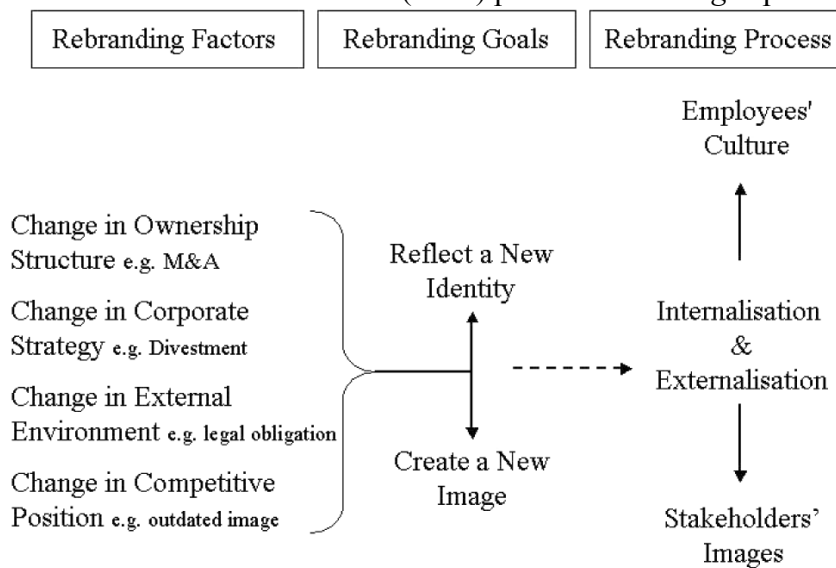 Rebranding Factors
Rebranding Goals
Rebranding Process
Change in Ownership
Structure e.g. M&A
Change in Corporate
Strategy e.g. Divestment
Change in External
Environment e.g. legal obligation
Change in Competitive
Position e.g. outdated image
Reflect a New
Identity
Create a New
Image
Employees'
Culture
Internalisation
&
Externalisation
Stakeholders’
Images